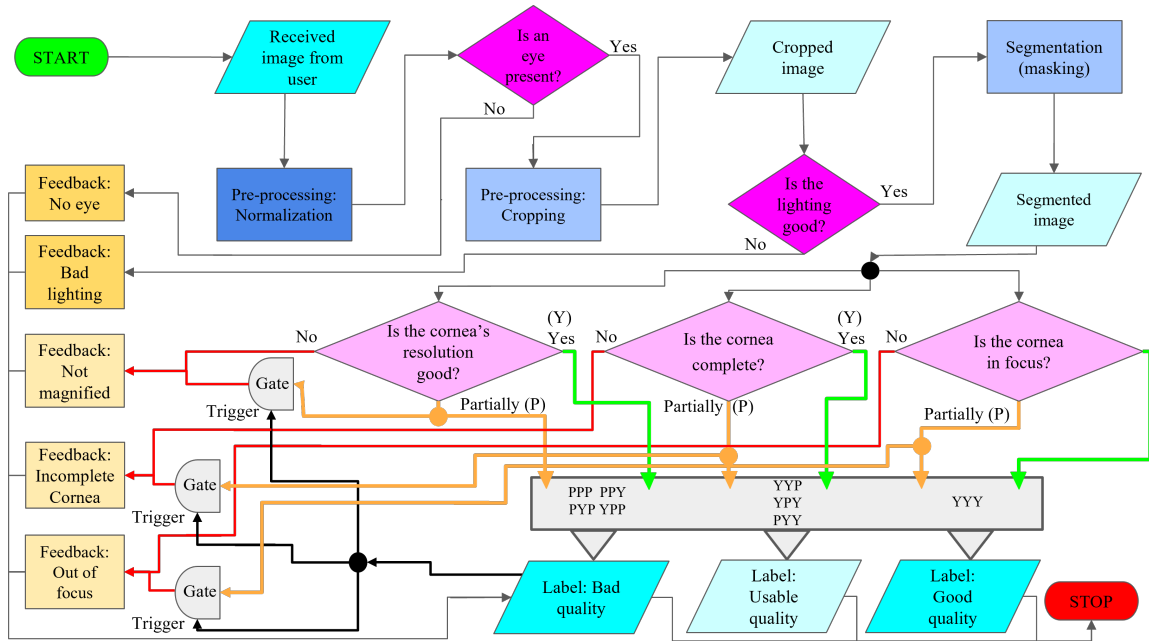 START
Received
image from
user
Is an
eye
present?
Yes
No
Cropped
image
Segmentation
(masking)
Feedback:
No eye
Pre-processing:
Normalization
Pre-processing:
Cropping
Is the
lighting
good?
Yes
No
Segmented
image
Feedback:
Bad
lighting
Feedback:
Not
magnified
No
Is the cornea's
resolution
good?
(Y)
Yes
No
Is the cornea
complete?
(Y)
Yes
No
Is the cornea
in focus?
Gate
Trigger
Partially (P)
Partially (P)
Partially (P)
Feedback:
Incomplete
Cornea
Gate
Trigger
PPP PPY
PYP YPP
YYP
YPY
PYY
YYY
Feedback:
Out of
focus
Gate
Trigger
Label: Bad
quality
Label:
Usable
quality
Label:
Good
quality
STOP